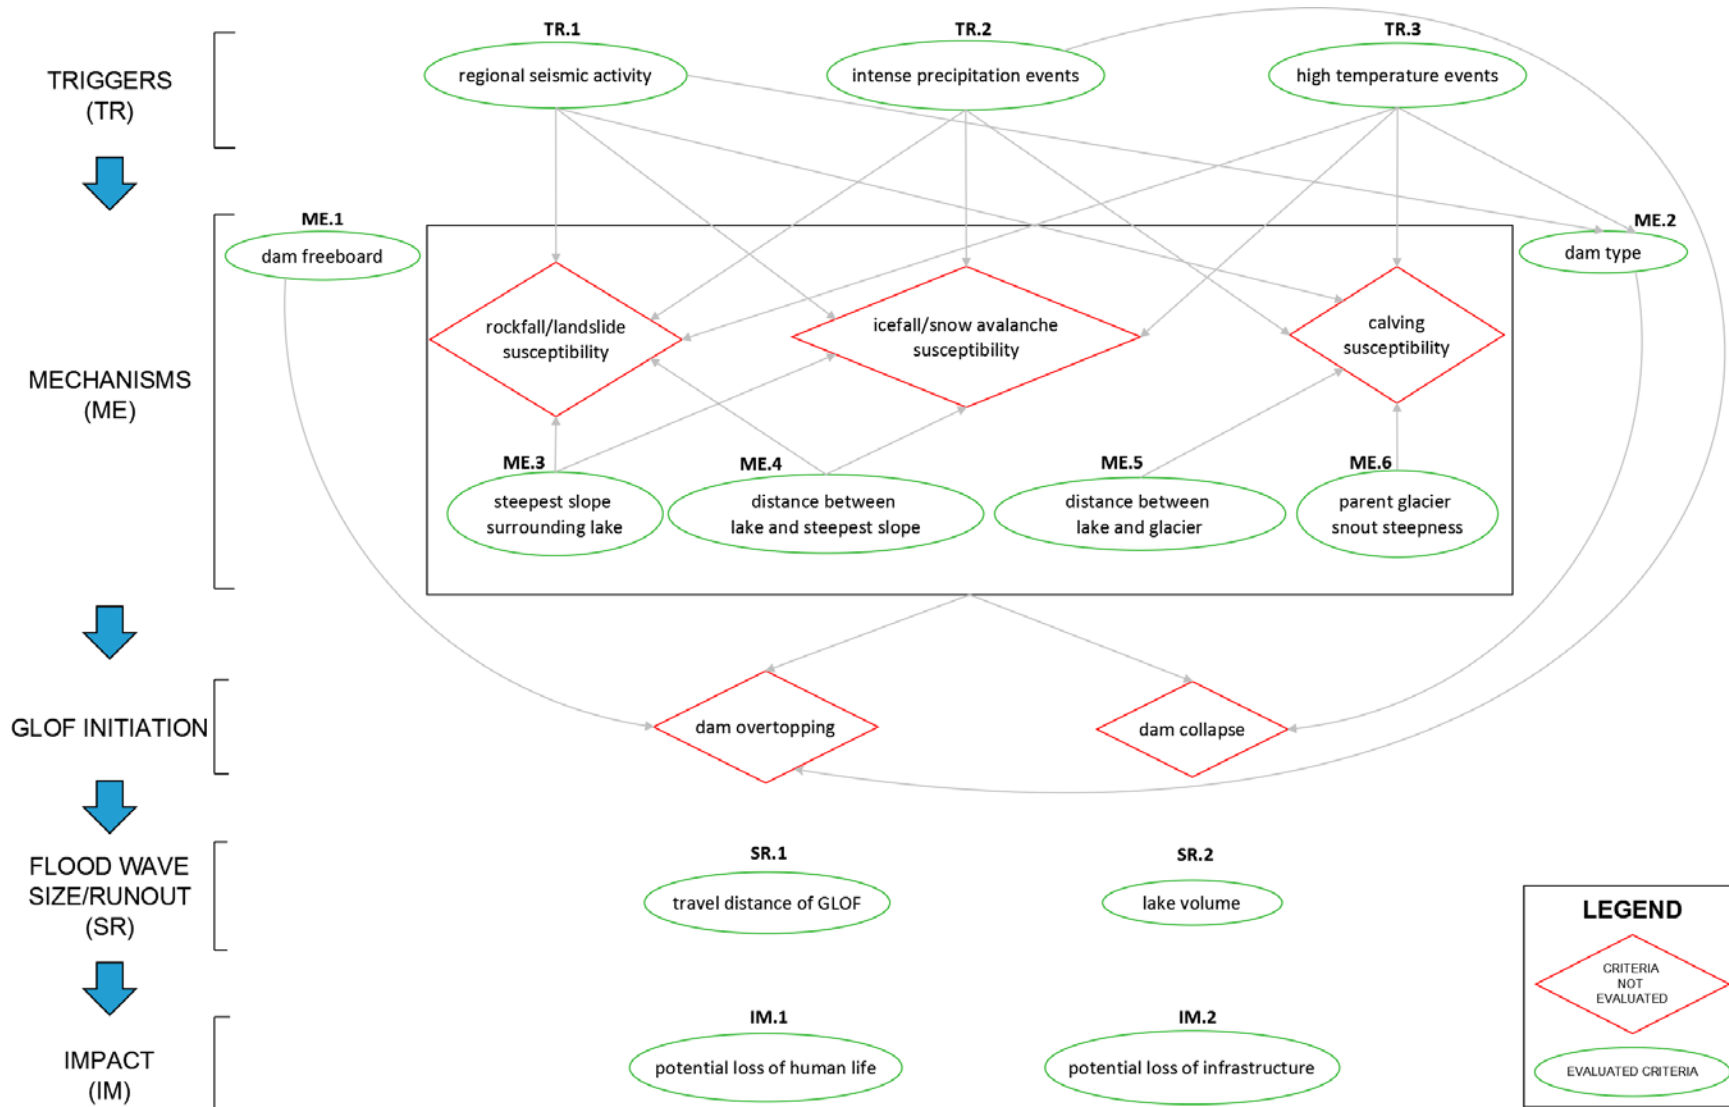 TRIGGERS
(TR)
TR.1
regional seismic activity
TR.2
intense precipitation events
TR.3
high temperature events
MECHANISMS
(ME)
ME.1
dam freeboard
ME.2
dam type
rockfall/landslide
susceptibility
icefall/snow avalanche
susceptibility
calving
susceptibility
ME.3
steepest slope
surrounding lake
ME.4
distance between
lake and steepest slope
ME.5
distance between
lake and glacier
ME.6
parent glacier
snout steepness
GLOF INITIATION
dam overtopping
dam collapse
FLOOD WAVE
SIZE/RUNOUT
(SR)
SR.1
travel distance of GLOF
SR.2
lake volume
IMPACT
(IM)
IM.1
potential loss of human life
IM.2
potential loss of infrastructure
LEGEND
CRITERIA
NOT
EVALUATED
EVALUATED CRITERIA